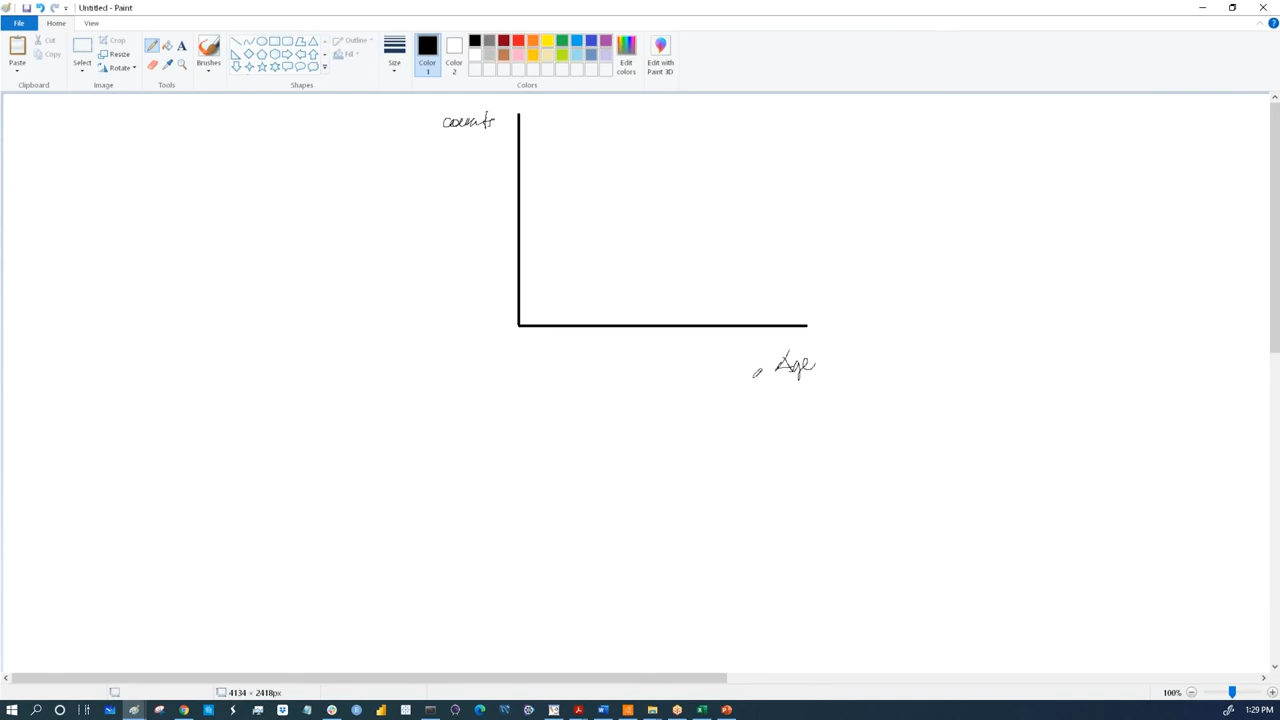 Untitled - Paint
File
Home
View
Paste
Cut
Copy
Clipboard
Select
Crop
Resize
Rotate
Image
Tools
Brushes
Outline
Fill
Shapes
Size
Color 1
Color 2
Colors
Edit colors
Edit with Paint 3D
counts
Age
4134 × 2418px
100%
1:29 PM